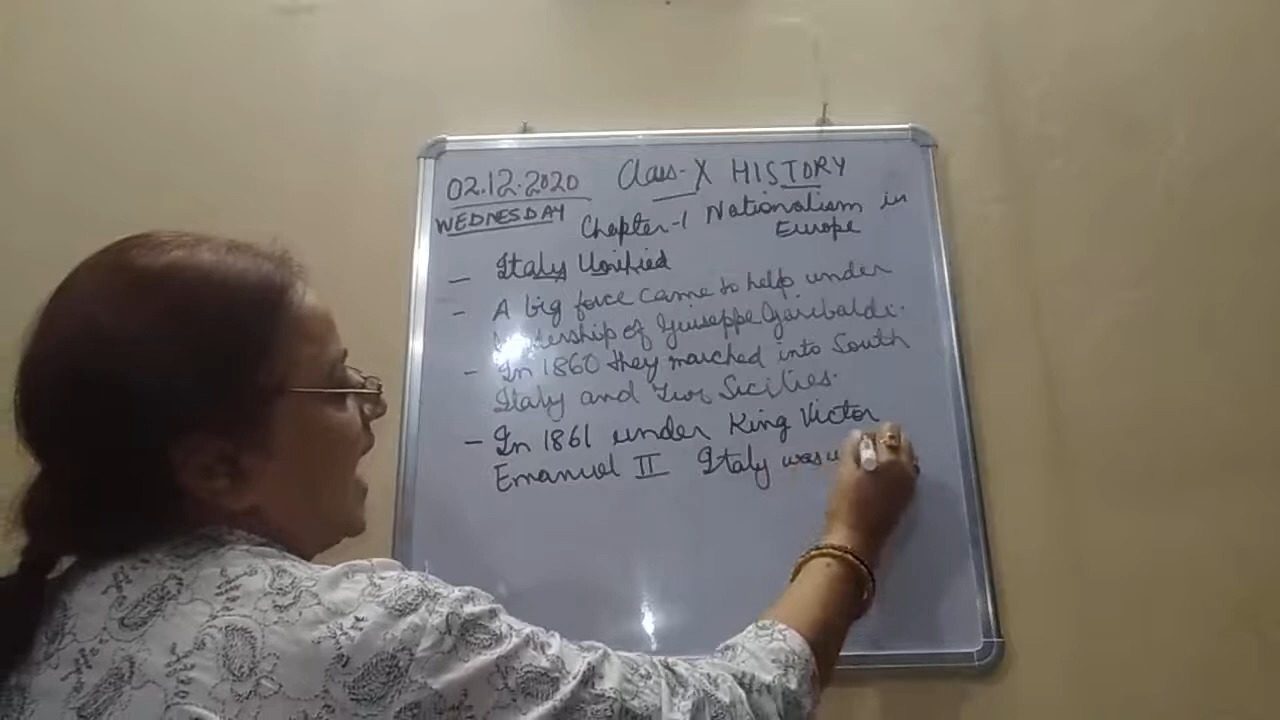 02.12.2020 Class-X HISTORY
WEDNESDAY Chapter-1 Nationalism in
Europe
- Italy Unified
- A big force came to help under
leadership of Giuseppe Garibaldi.
- In 1860 they marched into South
Italy and Two Sicilies.
- In 1861 under King Victor
Emanuel II Italy was